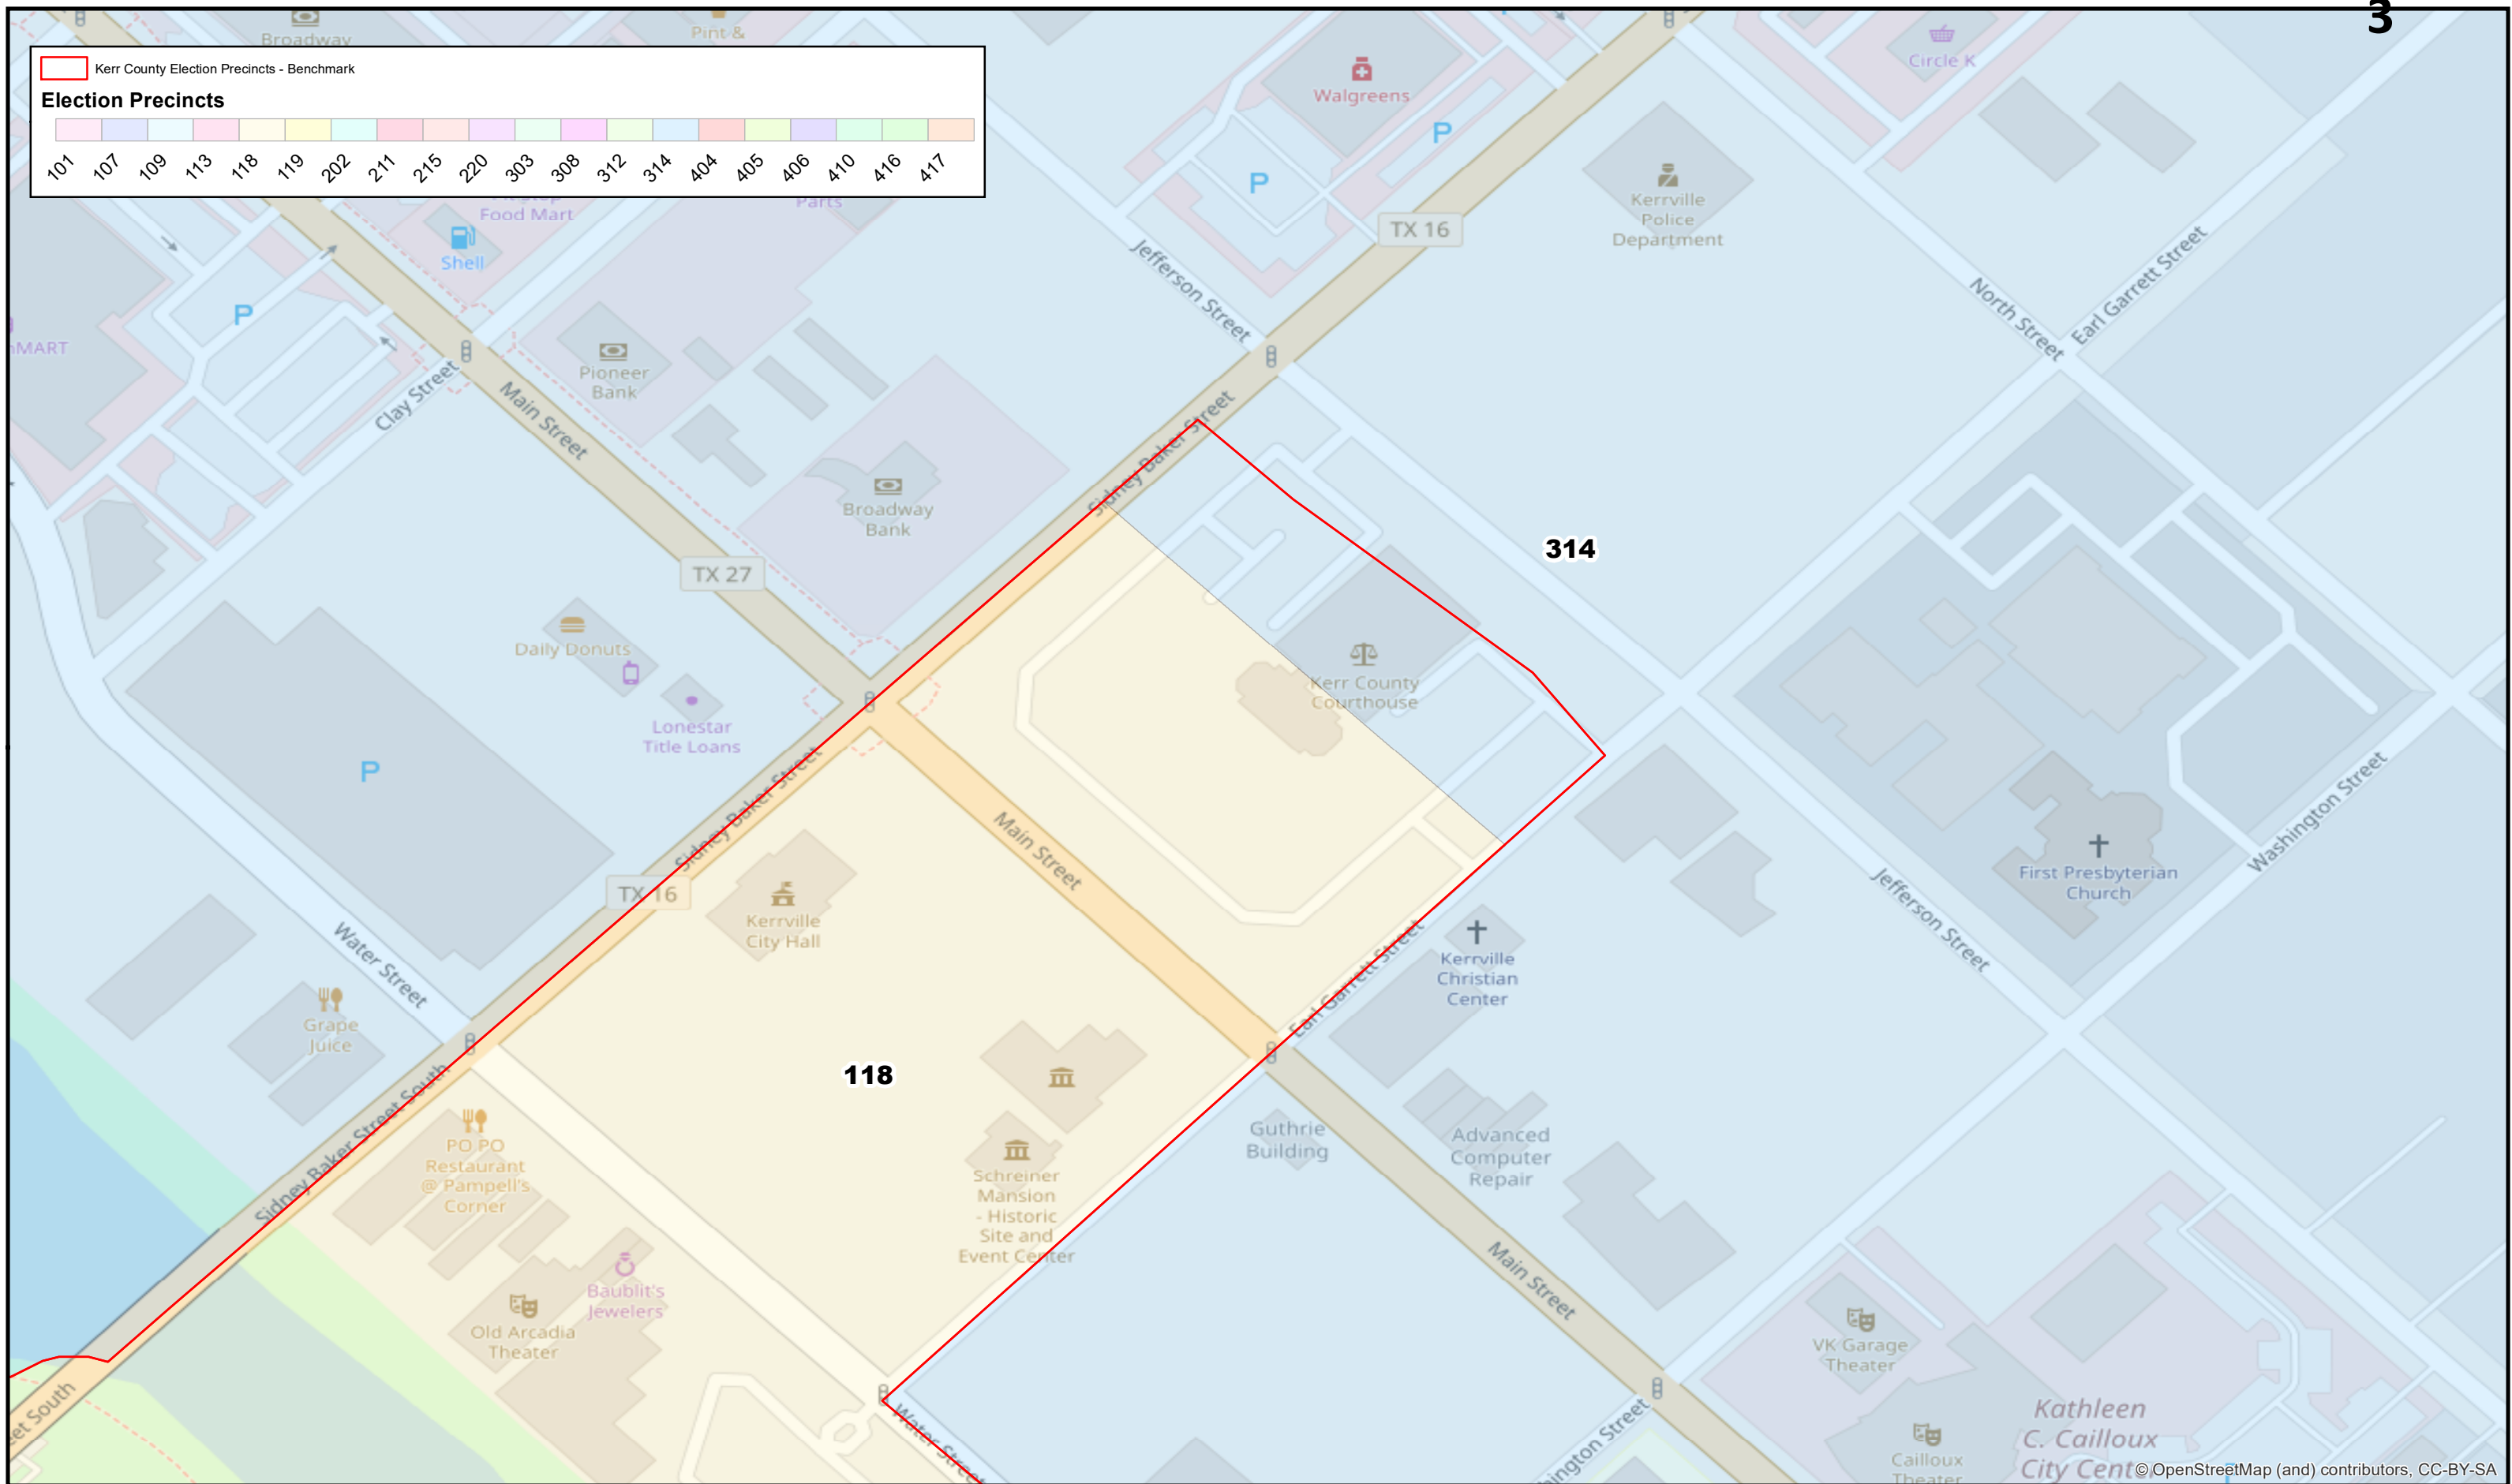 3
Broadway
Pint &
Circle K
Kerr County Election Precincts - Benchmark
Election Precincts
101 107 109 113 118 119 202 211 215 220 303 308 312 314 404 405 406 410 416 417
Walgreens
P
P
Kerrville
Police
Department
TX 16
Food Mart
Parts
Shell
P
MART
Jefferson Street
North Street
Earl Garrett Street
Pioneer
Bank
Clay Street
Main Street
Sidney Baker Street
Broadway
Bank
314
TX 27
Daily Donuts
Kerr County
Courthouse
Lonestar
Title Loans
P
Sidney Baker Street
Main Street
Washington Street
TX 16
First Presbyterian
Church
Kerrville
City Hall
Jefferson Street
Water Street
Earl Garrett Street
Kerrville
Christian
Center
Grape
Juice
118
Sidney Baker Street South
PO PO
Restaurant
@ Pampell's
Corner
Guthrie
Building
Advanced
Computer
Repair
Schreiner
Mansion
- Historic
Site and
Event Center
Baublit's
Jewelers
Main Street
Old Arcadia
Theater
VK Garage
Theater
eet South
Water Street
Washington Street
Kathleen
C. Cailloux
City Cent
Cailloux
Theater
P
© OpenStreetMap (and) contributors, CC-BY-SA